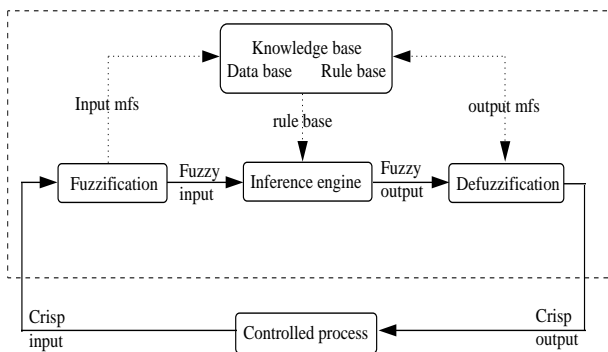 Knowledge base
Data base Rule base
Input mfs
rule base
output mfs
Fuzzification
Fuzzy
input
Inference engine
Fuzzy
output
Defuzzification
Crisp
input
Controlled process
Crisp
output